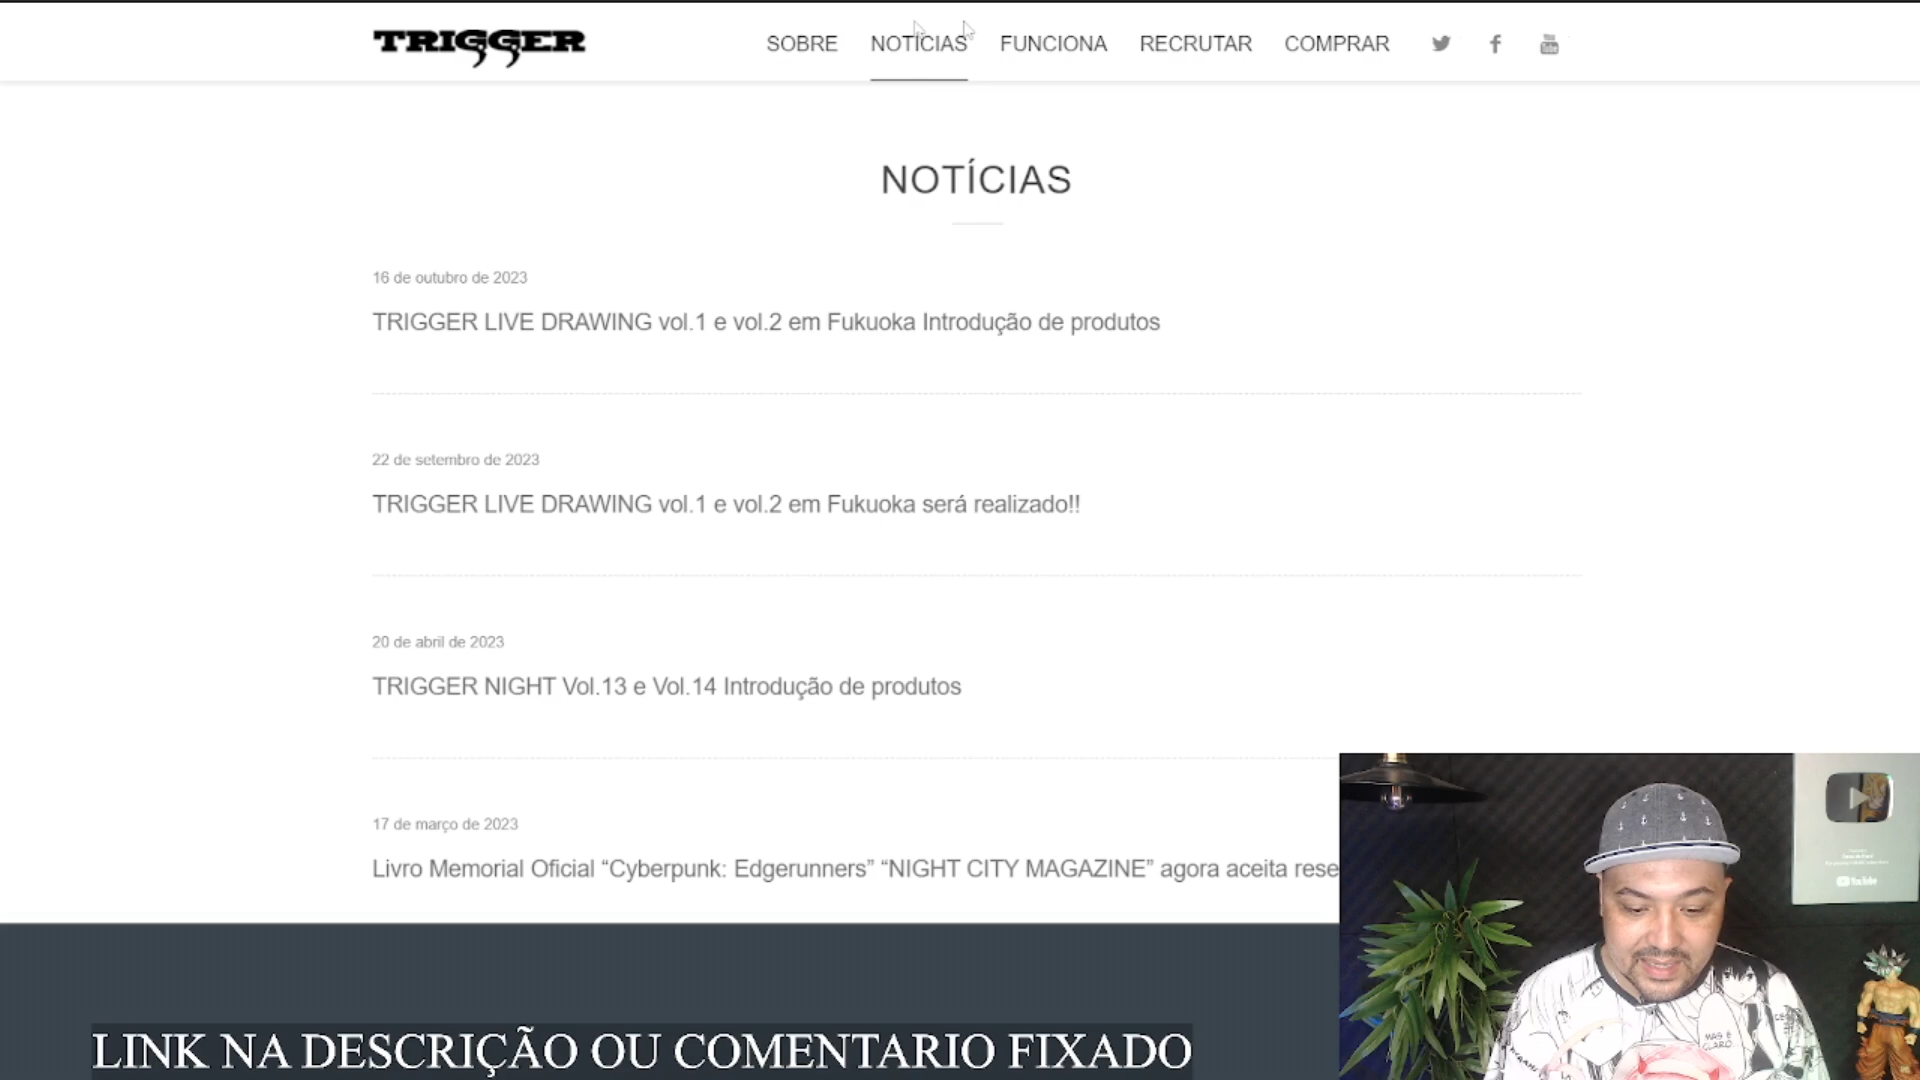 TRIGGER
SOBRE NOTÍCIAS FUNCIONA RECRUTAR COMPRAR
NOTÍCIAS
16 de outubro de 2023
TRIGGER LIVE DRAWING vol.1 e vol.2 em Fukuoka Introdução de produtos
22 de setembro de 2023
TRIGGER LIVE DRAWING vol.1 e vol.2 em Fukuoka será realizado!!
20 de abril de 2023
TRIGGER NIGHT Vol.13 e Vol.14 Introdução de produtos
17 de março de 2023
Livro Memorial Oficial “Cyberpunk: Edgerunners” “NIGHT CITY MAGAZINE” agora aceita rese
YouTube
MAS É
CLARO
LINK NA DESCRIÇÃO OU COMENTARIO FIXADO